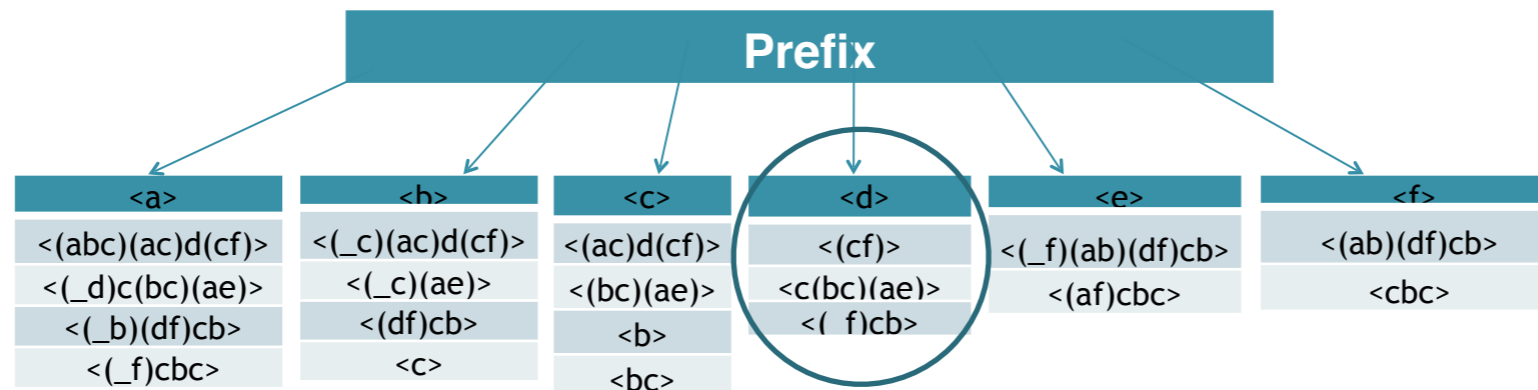 Prefix
<a> <b> <c> <d> <e> <f>
<(abc)(ac)d(cf)> <(_c)(ac)d(cf)> <(ac)d(cf)> <(cf)> <(_f)(ab)(df)cb> <(ab)(df)cb>
<(_d)c(bc)(ae)> <(_c)(ae)> <(bc)(ae)> <c(bc)(ae)> <(af)cbc> <cbc>
<(_b)(df)cb> <(df)cb> <b> <(_f)cb>
<(_f)cbc> <c> <bc>